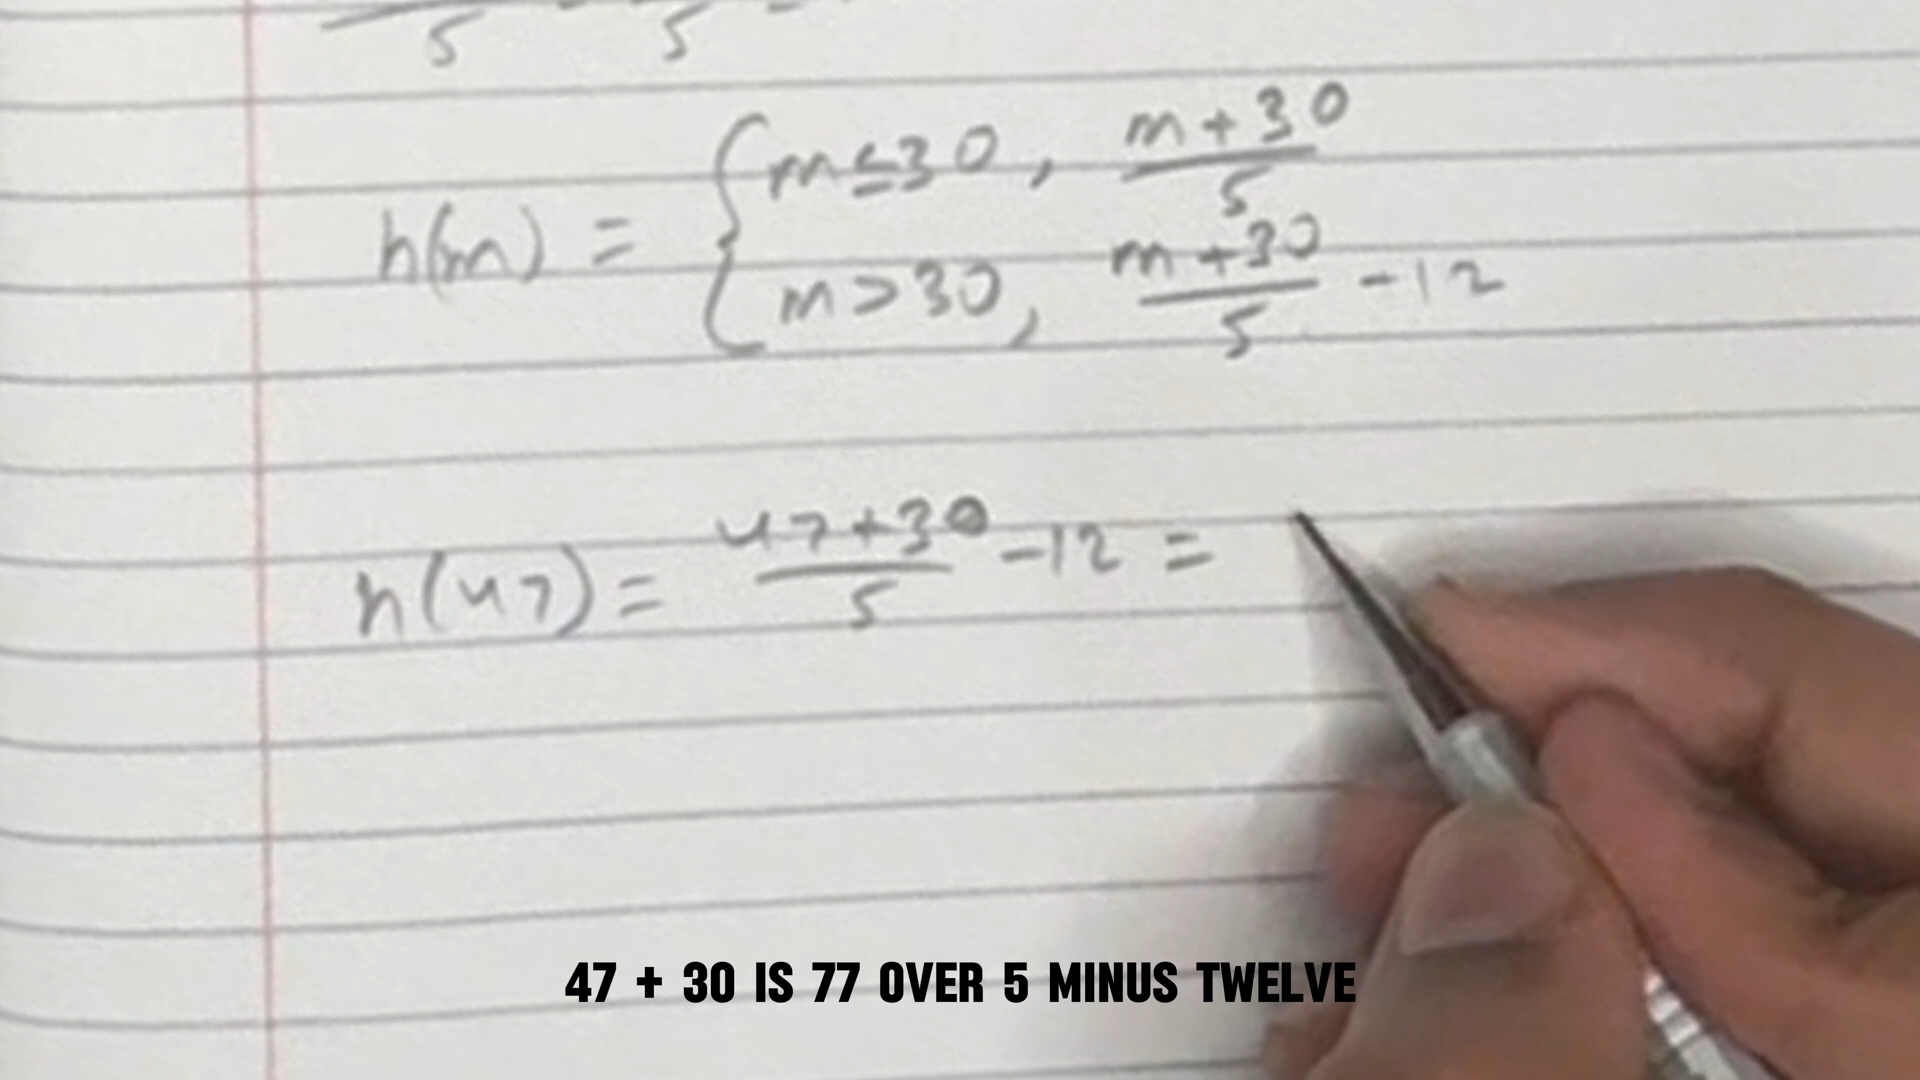 5 5
h(m) = { m≤30, m+30/5
m>30, m+30/5 -12
h(47) = 47+30/5 -12 =
47 + 30 IS 77 OVER 5 MINUS TWELVE